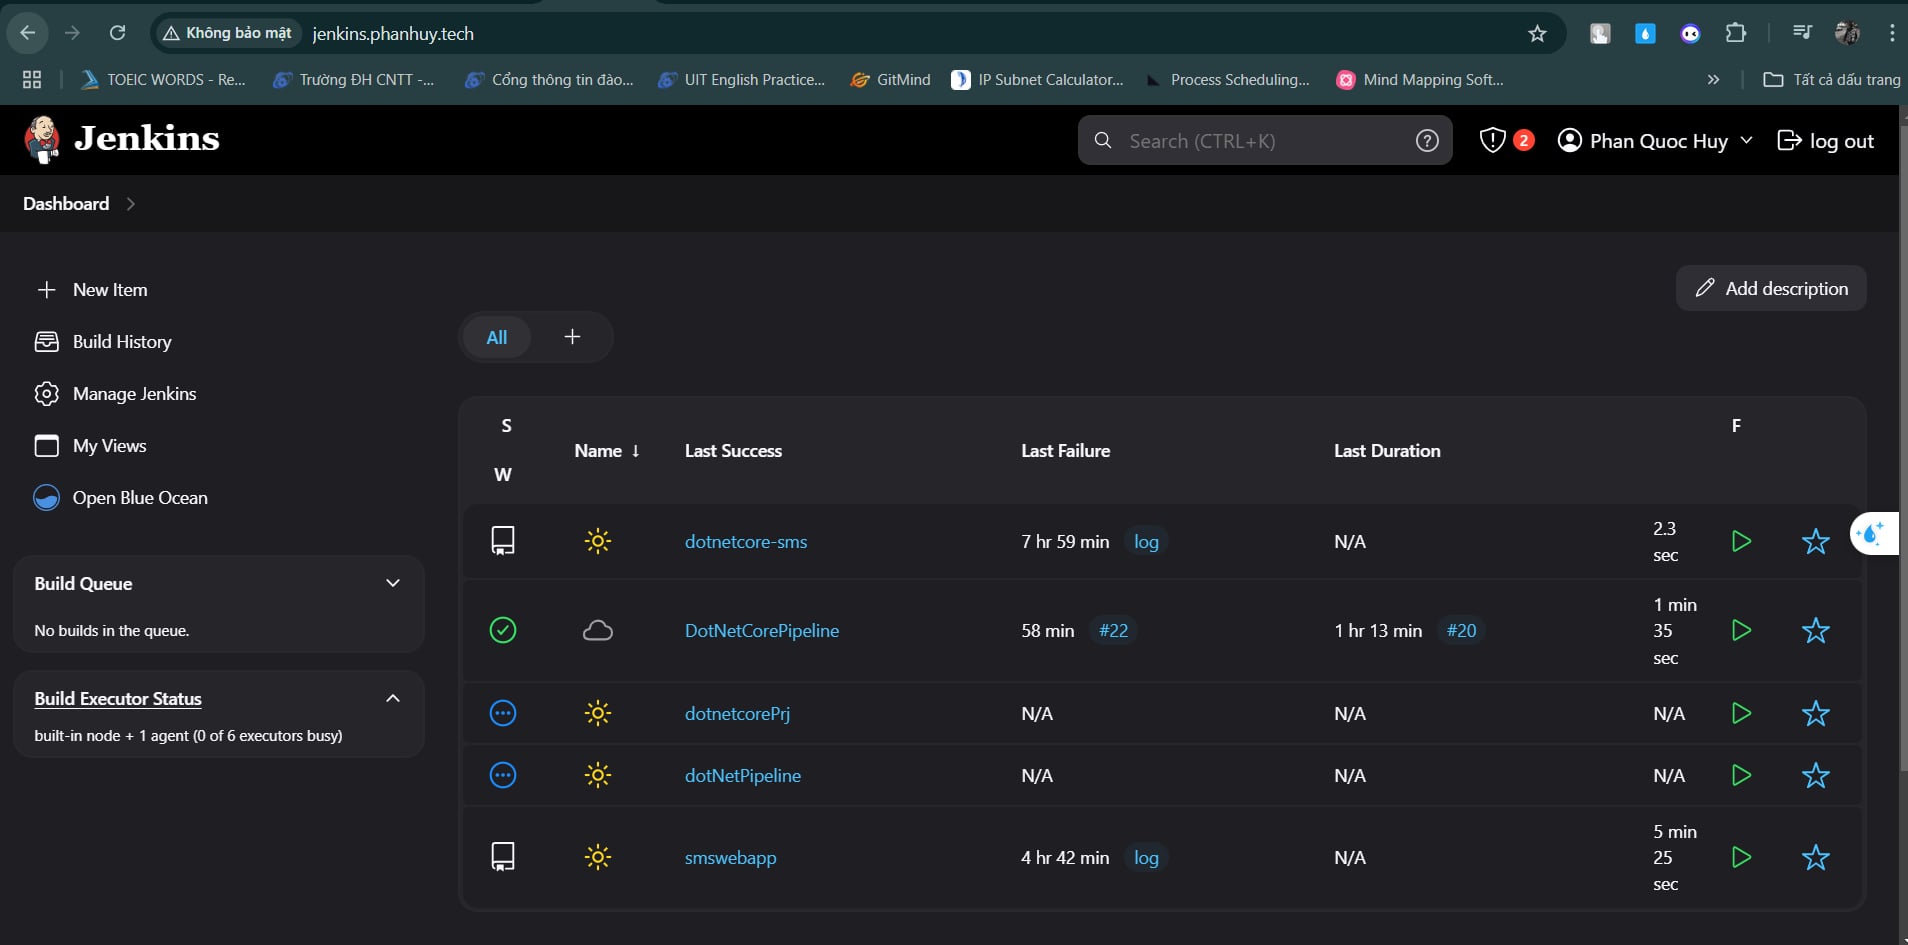 Không bảo mật jenkins.phanhuy.tech
TOEIC WORDS - Re... Trường ĐH CNTT -... Cổng thông tin đào... UIT English Practice... GitMind IP Subnet Calculator... Process Scheduling... Mind Mapping Soft... » Tất cả dấu trang
Jenkins Search (CTRL+K) ? 2 Phan Quoc Huy log out
Dashboard
New Item
Build History
Manage Jenkins
My Views
Open Blue Ocean
Build Queue
No builds in the queue.
Build Executor Status
built-in node + 1 agent (0 of 6 executors busy)
Add description
All +
S
W
Name ↓ Last Success Last Failure Last Duration F
dotnetcore-sms 7 hr 59 min log N/A 2.3
sec
DotNetCorePipeline 58 min #22 1 hr 13 min #20 1 min
35
sec
dotnetcorePrj N/A N/A N/A
dotNetPipeline N/A N/A N/A
smswebapp 4 hr 42 min log N/A 5 min
25
sec